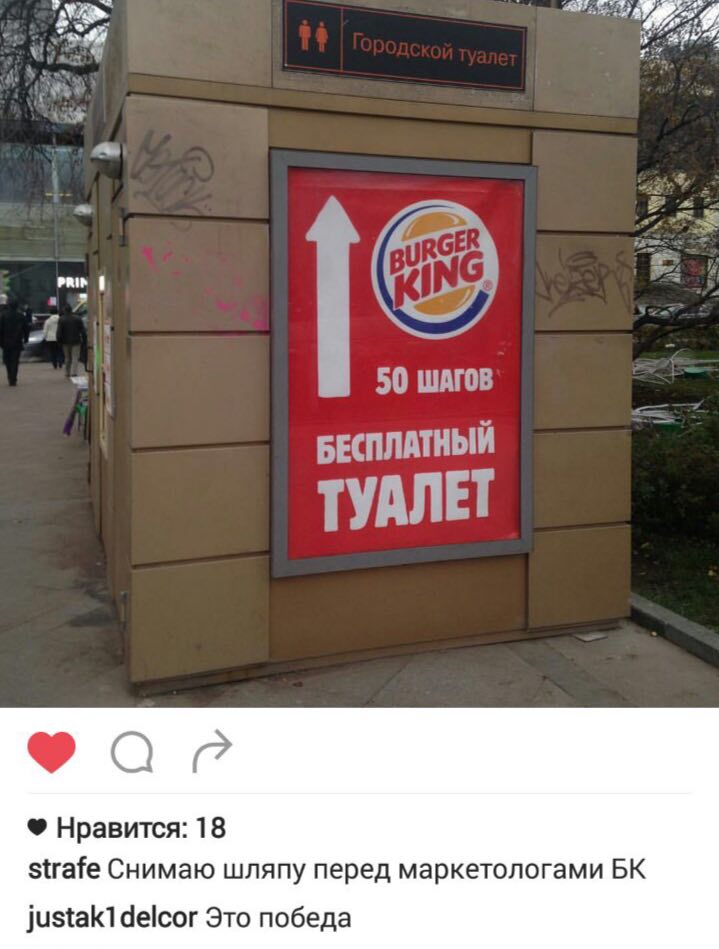 Городской туалет
BURGER
KING
®
50 ШАГОВ
БЕСПЛАТНЫЙ
ТУАЛЕТ
PRIN
Нравится: 18
strafe Снимаю шляпу перед маркетологами БК
justak1delcor Это победа